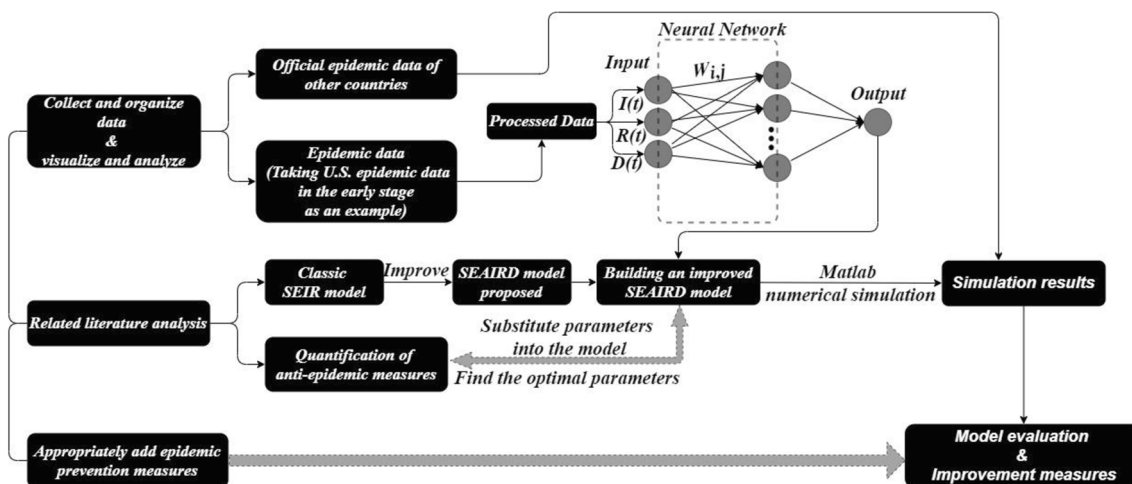 Neural Network
Official epidemic data of
other countries
Input
Wi,j
Output
Collect and organize
data
&
visualize and analyze
Processed Data
I(t)
R(t)
D(t)
Epidemic data
(Taking U.S. epidemic data
in the early stage
as an example)
Classic
SEIR model
Improve
SEAIRD model
proposed
Building an improved
SEAIRD model
Matlab
numerical simulation
Simulation results
Related literature analysis
Substitute parameters
into the model
Quantification of
anti-epidemic measures
Find the optimal parameters
Appropriately add epidemic
prevention measures
Model evaluation
&
Improvement measures